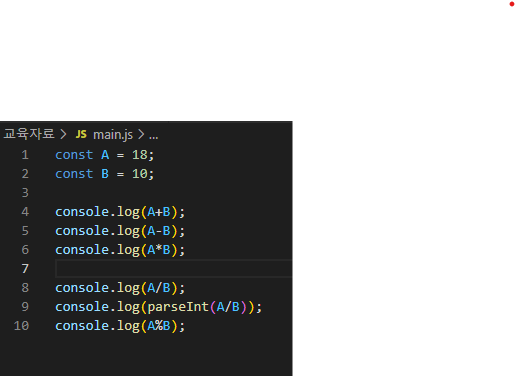 교육자료 > JS main.js > ...
1 const A = 18;
2 const B = 10;
3
4 console.log(A+B);
5 console.log(A-B);
6 console.log(A*B);
7
8 console.log(A/B);
9 console.log(parseInt(A/B));
10 console.log(A%B);